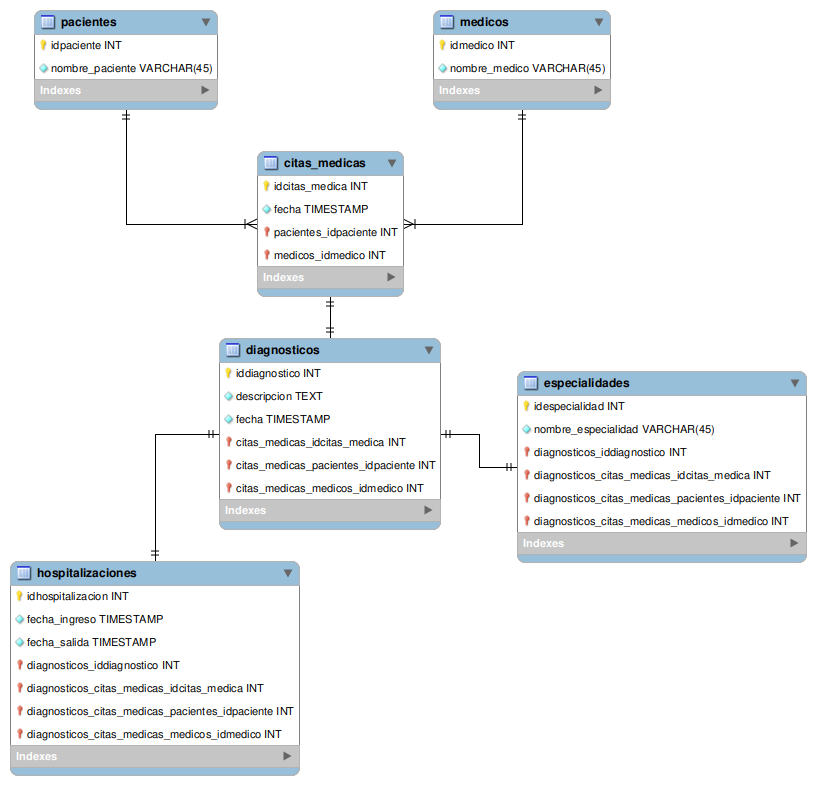 pacientes
idpaciente INT
nombre_paciente VARCHAR(45)
Indexes
medicos
idmedico INT
nombre_medico VARCHAR(45)
Indexes
citas_medicas
idcitas_medica INT
fecha TIMESTAMP
pacientes_idpaciente INT
medicos_idmedico INT
Indexes
diagnosticos
iddiagnostico INT
descripcion TEXT
fecha TIMESTAMP
citas_medicas_idcitas_medica INT
citas_medicas_pacientes_idpaciente INT
citas_medicas_medicos_idmedico INT
Indexes
especialidades
idespecialidad INT
nombre_especialidad VARCHAR(45)
diagnosticos_iddiagnostico INT
diagnosticos_citas_medicas_idcitas_medica INT
diagnosticos_citas_medicas_pacientes_idpaciente INT
diagnosticos_citas_medicas_medicos_idmedico INT
Indexes
hospitalizaciones
idhospitalizacion INT
fecha_ingreso TIMESTAMP
fecha_salida TIMESTAMP
diagnosticos_iddiagnostico INT
diagnosticos_citas_medicas_idcitas_medica INT
diagnosticos_citas_medicas_pacientes_idpaciente INT
diagnosticos_citas_medicas_medicos_idmedico INT
Indexes